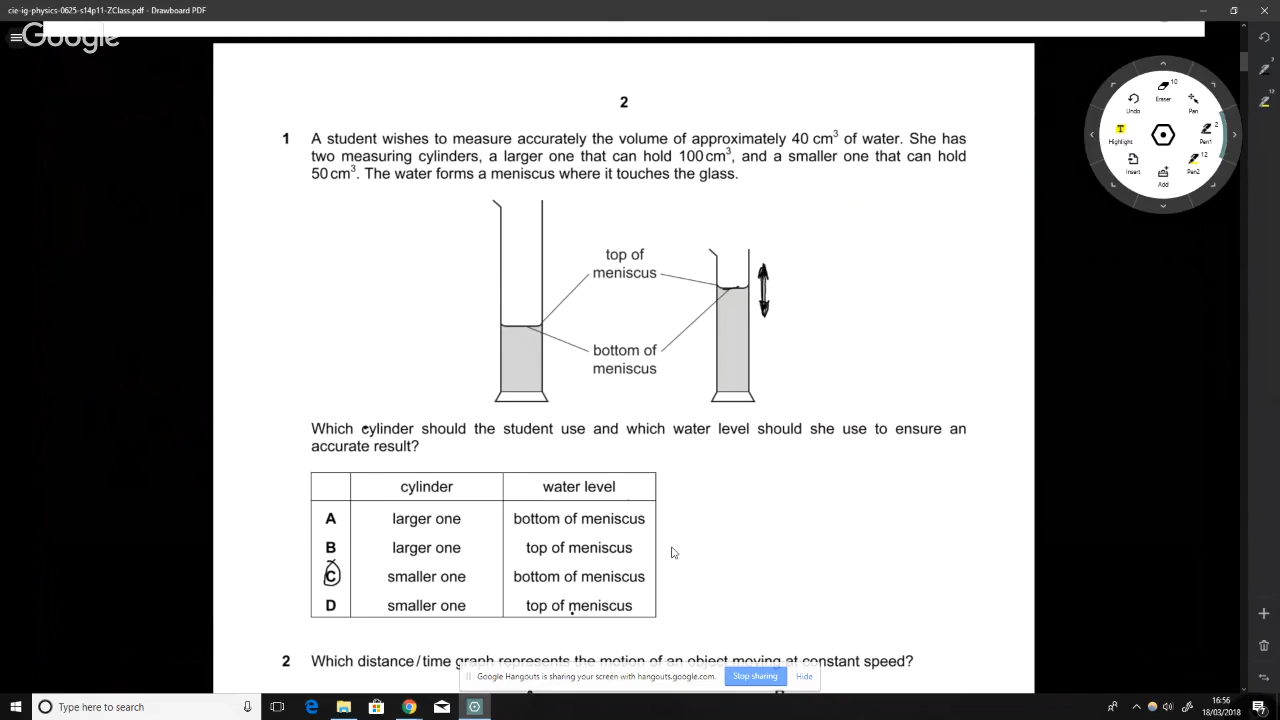 cie-ig-physics-0625-s14p11-ZClass.pdf - Drawboard PDF
Google
2
1 A student wishes to measure accurately the volume of approximately 40 cm³ of water. She has
two measuring cylinders, a larger one that can hold 100 cm³, and a smaller one that can hold
50 cm³. The water forms a meniscus where it touches the glass.
top of
meniscus
bottom of
meniscus
Which cylinder should the student use and which water level should she use to ensure an
accurate result?
cylinder water level
A larger one bottom of meniscus
B larger one top of meniscus
C smaller one bottom of meniscus
D smaller one top of meniscus
2 Which distance / time graph represents the motion of an object moving at constant speed?
Google Hangouts is sharing your screen with hangouts.google.com. Stop sharing Hide
10
Eraser
Undo
Pan
Highlight
T
2
Pen1
Insert
12
Pen2
Add
Type here to search
16:56
18/03/2018